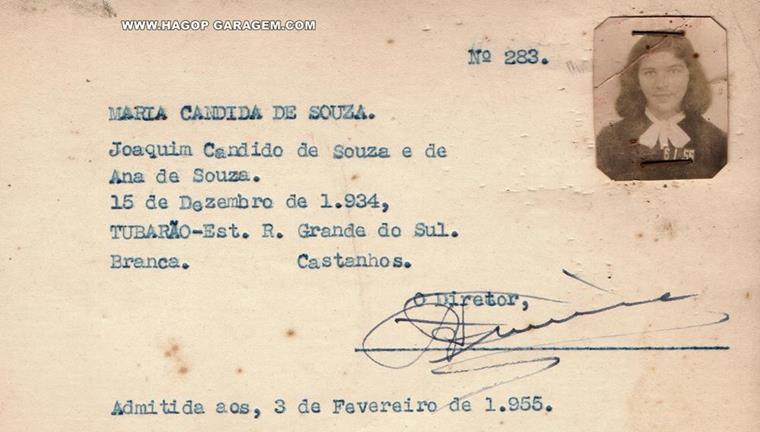 WWW.HAGOP GARAGEM.COM
Nº 283.
MARIA CANDIDA DE SOUZA.
Joaquim Candido de Souza e de
Ana de Souza.
15 de Dezembro de 1.934,
TUBARÃO-Est. R. Grande do Sul.
Branca. Castanhos.
O Diretor,
Admitida aos, 3 de Fevereiro de 1.955.